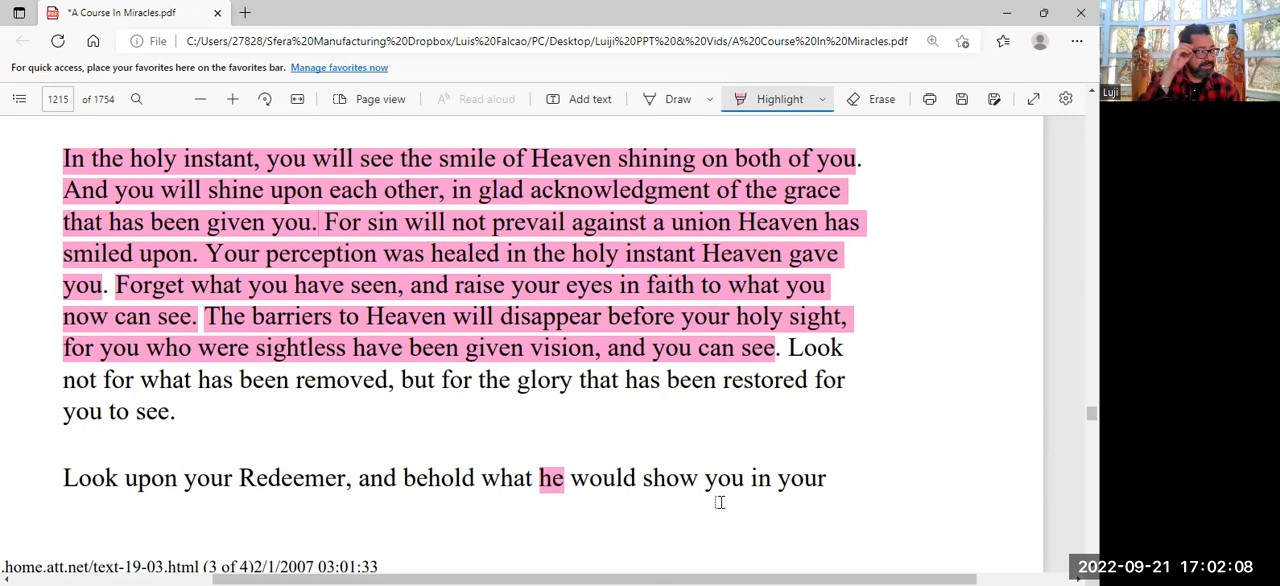 *A Course In Miracles.pdf
File
C:/Users/27828/Sfera%20Manufacturing%20Dropbox/Luis%20Falcao/PC/Desktop/Luiji%20PPT%20&%20Vids/A%20Course%20In%20Miracles.pdf
For quick access, place your favorites here on the favorites bar. Manage favorites now
1215 of 1754
Page view
Read aloud
Add text
Draw
Highlight
Erase
Luji
In the holy instant, you will see the smile of Heaven shining on both of you.
And you will shine upon each other, in glad acknowledgment of the grace
that has been given you. For sin will not prevail against a union Heaven has
smiled upon. Your perception was healed in the holy instant Heaven gave
you. Forget what you have seen, and raise your eyes in faith to what you
now can see. The barriers to Heaven will disappear before your holy sight,
for you who were sightless have been given vision, and you can see. Look
not for what has been removed, but for the glory that has been restored for
you to see.
Look upon your Redeemer, and behold what he would show you in your
.home.att.net/text-19-03.html (3 of 4)2/1/2007 03:01:33
2022-09-21 17:02:08